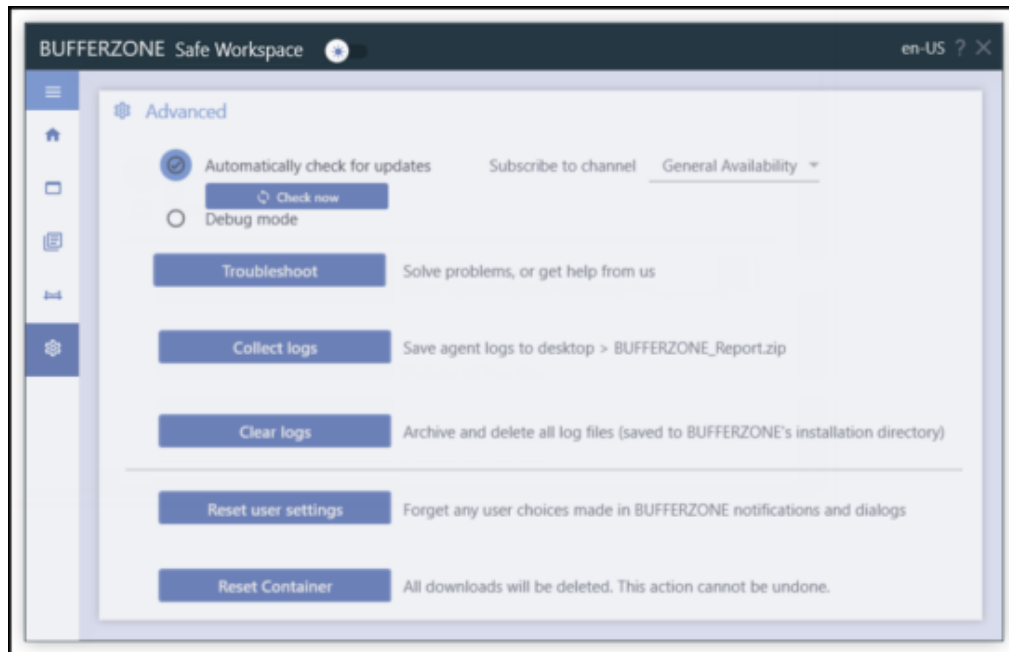 BUFFERZONE Safe Workspace en-US ? ×
Advanced
Automatically check for updates Subscribe to channel General Availability
Check now
Debug mode
Troubleshoot Solve problems, or get help from us
Collect logs Save agent logs to desktop > BUFFERZONE_Report.zip
Clear logs Archive and delete all log files (saved to BUFFERZONE's installation directory)
Reset user settings Forget any user choices made in BUFFERZONE notifications and dialogs
Reset Container All downloads will be deleted. This action cannot be undone.